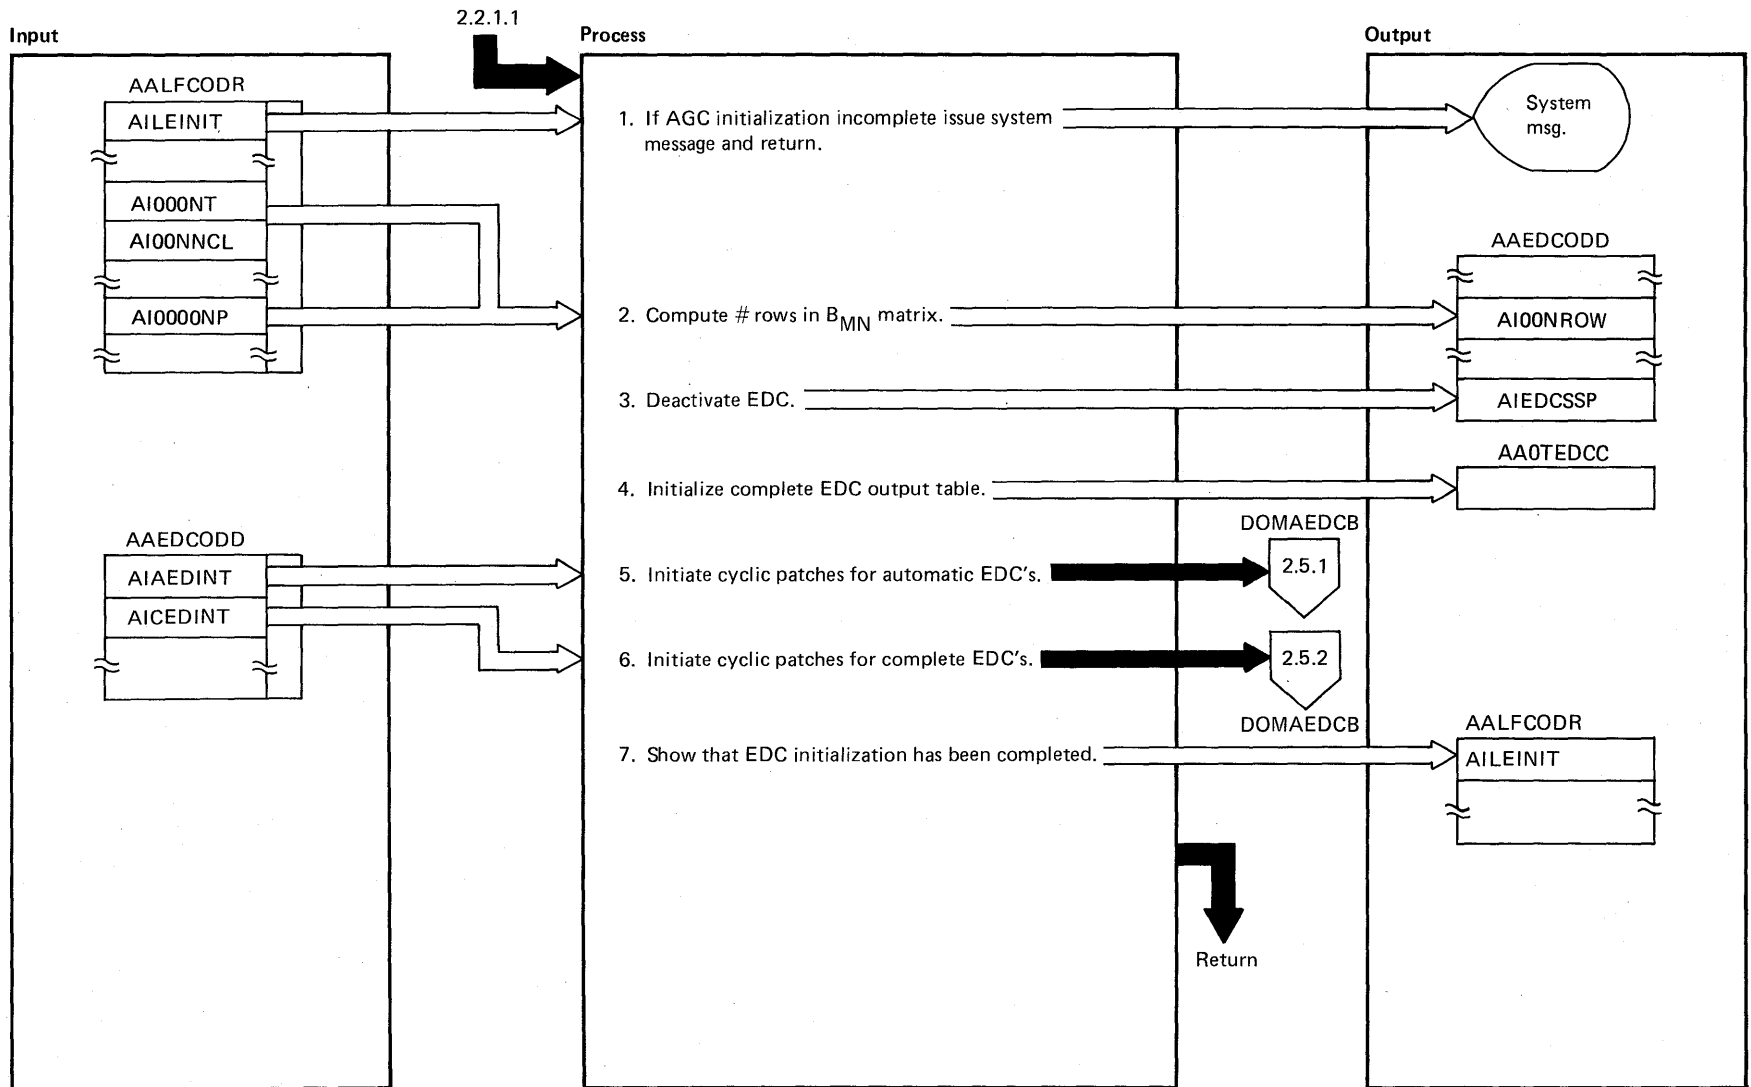 2.2.1.1
Input
Process
Output
AALFCODR
AILEINIT
AI000NT
AI00NNCL
AI0000NP
AAEDCODD
AIAEDINT
AICEDINT
1. If AGC initialization incomplete issue system
message and return.
2. Compute # rows in BMN matrix.
3. Deactivate EDC.
4. Initialize complete EDC output table.
5. Initiate cyclic patches for automatic EDC's.
6. Initiate cyclic patches for complete EDC's.
7. Show that EDC initialization has been completed.
DOMAEDCB
2.5.1
2.5.2
DOMAEDCB
Return
System
msg.
AAEDCODD
AI00NROW
AIEDCSSP
AA0TEDCC
AALFCODR
AILEINIT